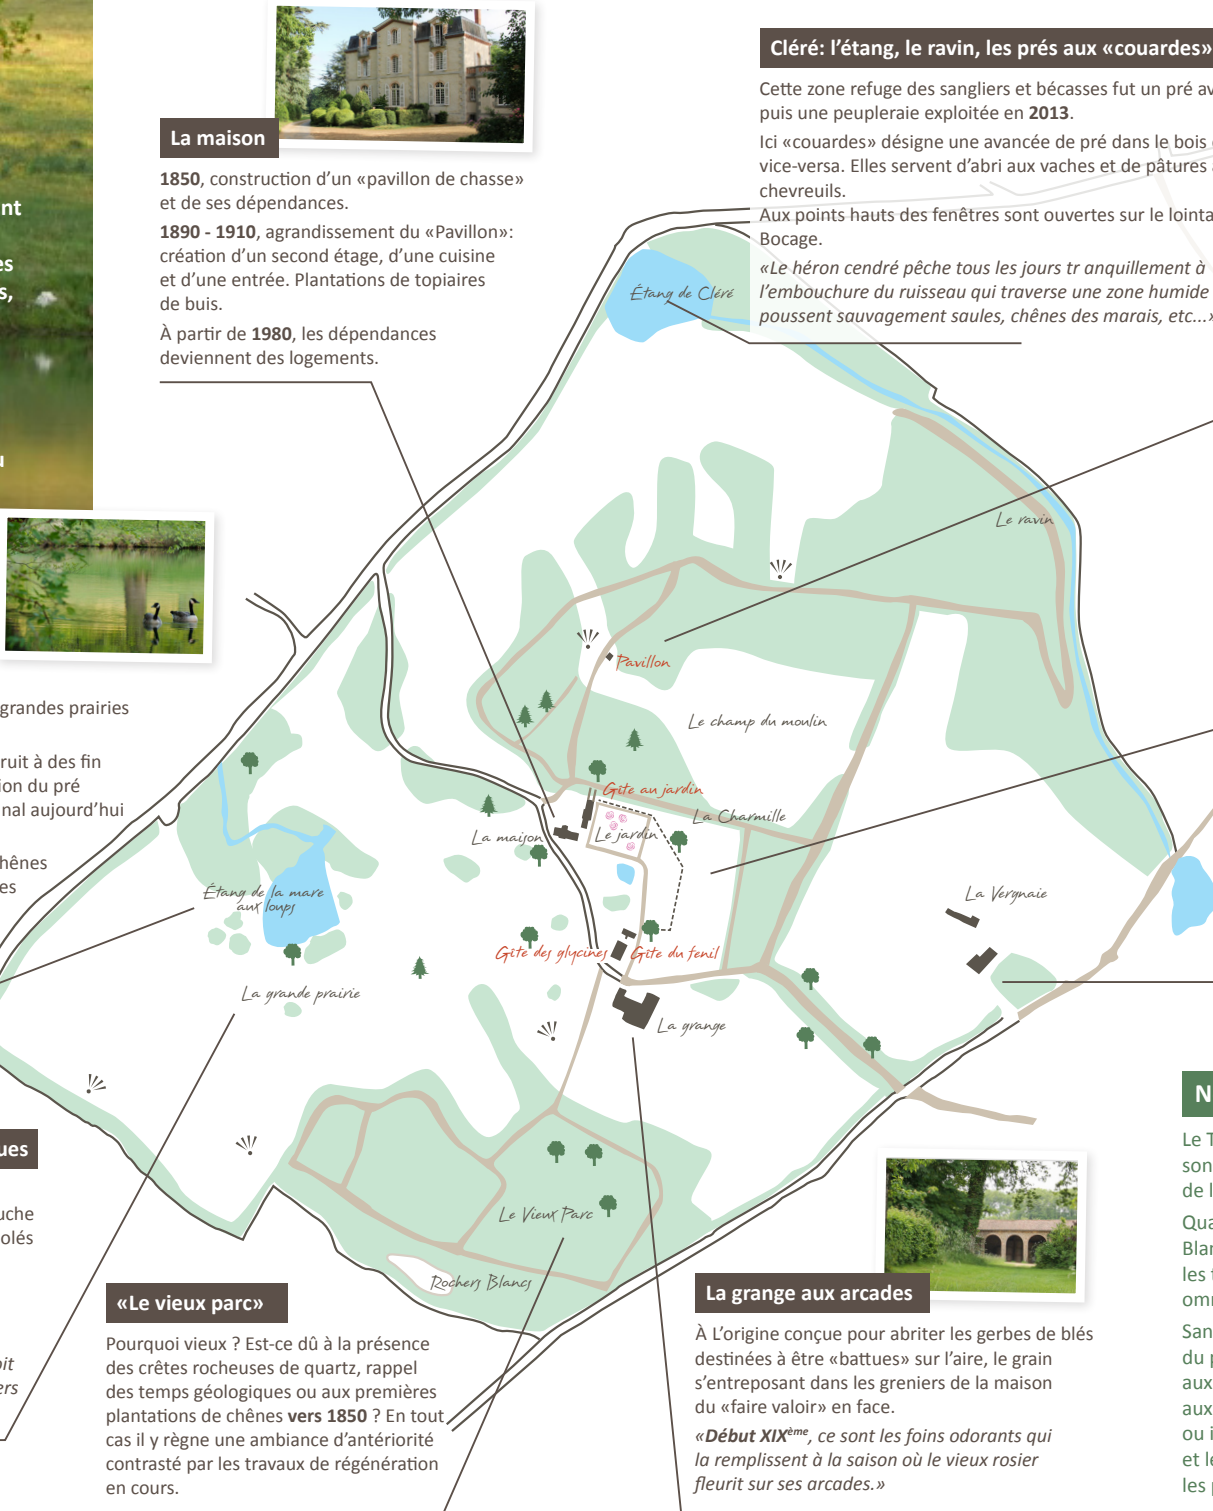 nt
es
s,
u
La maison
1850, construction d’un «pavillon de chasse»
et de ses dépendances.
1890 - 1910, agrandissement du «Pavillon»:
création d’un second étage, d’une cuisine
et d’une entrée. Plantations de topiaires
de buis.
À partir de 1980, les dépendances
deviennent des logements.
Cléré: l’étang, le ravin, les prés aux «couardes»
Cette zone refuge des sangliers et bécasses fut un pré av
puis une peupleraie exploitée en 2013.
Ici «couardes» désigne une avancée de pré dans le bois
vice-versa. Elles servent d’abri aux vaches et de pâtures
chevreuils.
Aux points hauts des fenêtres sont ouvertes sur le lointa
Bocage.
«Le héron cendré pêche tous les jours tr anquillement à
l’embouchure du ruisseau qui traverse une zone humide
poussent sauvagement saules, chênes des marais, etc...»
Étang de Cléré
Le ravin
Pavillon
Le champ du moulin
Gîte au jardin
La Charmille
La maison
Le jardin
La Vergnaie
Étang de la mare
aux loups
Gîte des glycines
Gîte du fenil
La grande prairie
La grange
Le Vieux Parc
Rochers Blancs
grandes prairies
ruit à des fin
ion du pré
nal aujourd’hui
hênes
es
ues
uche
olés
oit
ers
«Le vieux parc»
Pourquoi vieux ? Est-ce dû à la présence
des crêtes rocheuses de quartz, rappel
des temps géologiques ou aux premières
plantations de chênes vers 1850 ? En tout
cas il y règne une ambiance d’antériorité
contrasté par les travaux de régénération
en cours.
La grange aux arcades
À L’origine conçue pour abriter les gerbes de blés
destinées à être «battues» sur l’aire, le grain
s’entreposant dans les greniers de la maison
du «faire valoir» en face.
«Début XIXème, ce sont les foins odorants qui
la remplissent à la saison où le vieux rosier
fleurit sur ses arcades.»
N
Le T
son
de l
Qua
Blan
les t
omn
San
du p
aux
aux
ou i
et le
les p